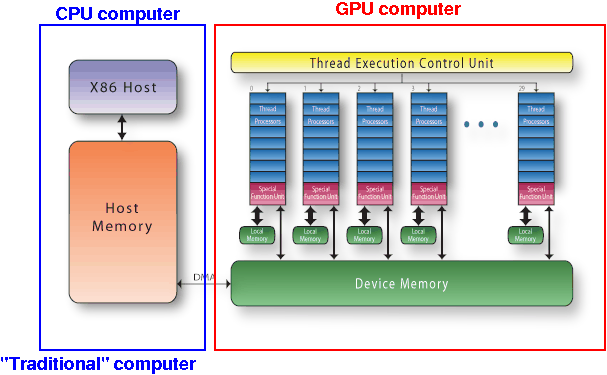 CPU computer
GPU computer
X86 Host
Host
Memory
DMA
Thread Execution Control Unit
0
1
2
3
29
Thread
Processors
Thread
Processors
Thread
Processors
Thread
Processors
Thread
Processors
Special
Function Unit
Special
Function Unit
Special
Function Unit
Special
Function Unit
Special
Function Unit
Local
Memory
Local
Memory
Local
Memory
Local
Memory
Local
Memory
Device Memory
"Traditional" computer